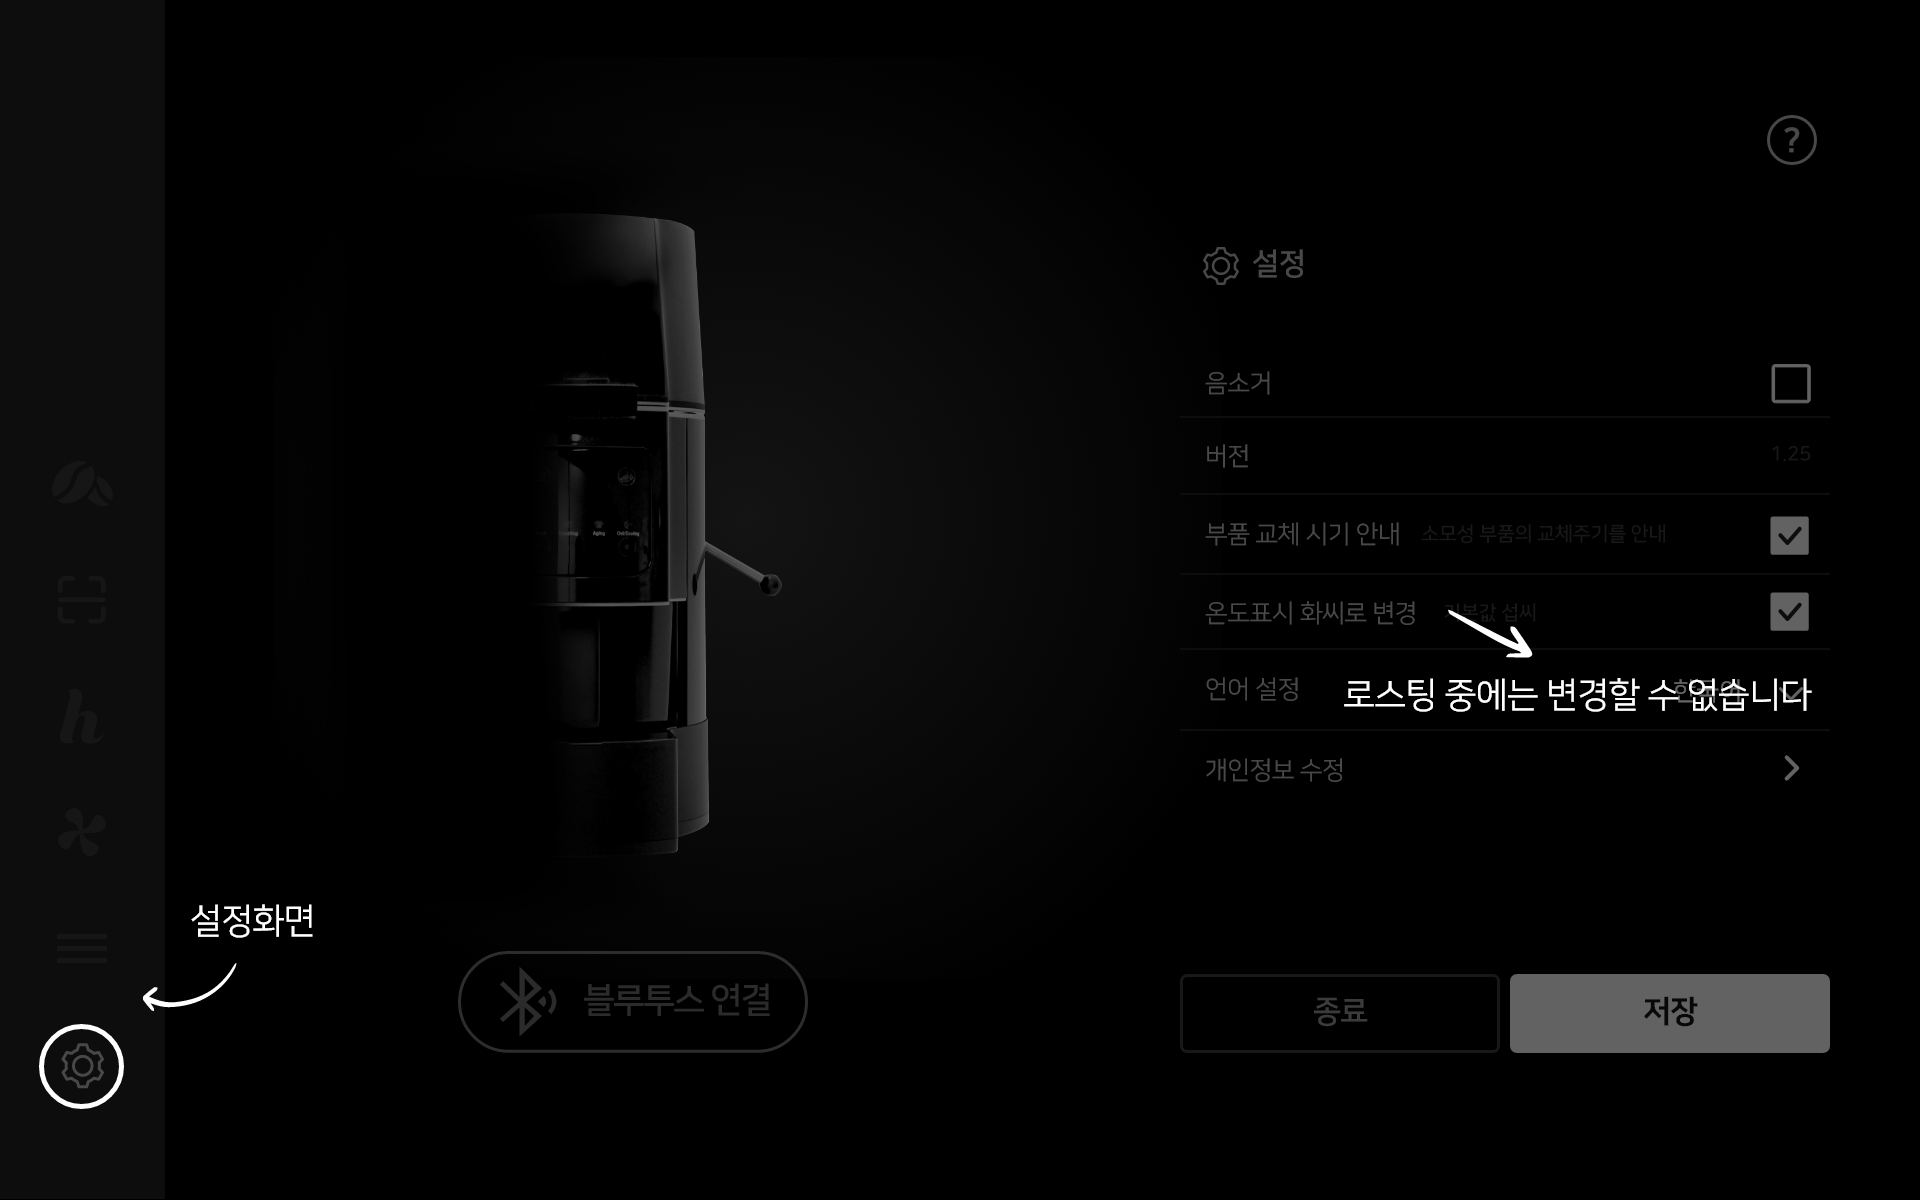 ?
설정
음소거
버전 1.25
부품 교체 시기 안내 소모성 부품의 교체주기를 안내
온도표시 화씨로 변경 기본값 섭씨
언어 설정 한국어
로스팅 중에는 변경할 수 없습니다
개인정보 수정
h
Aging
설정화면
블루투스 연결
종료 저장